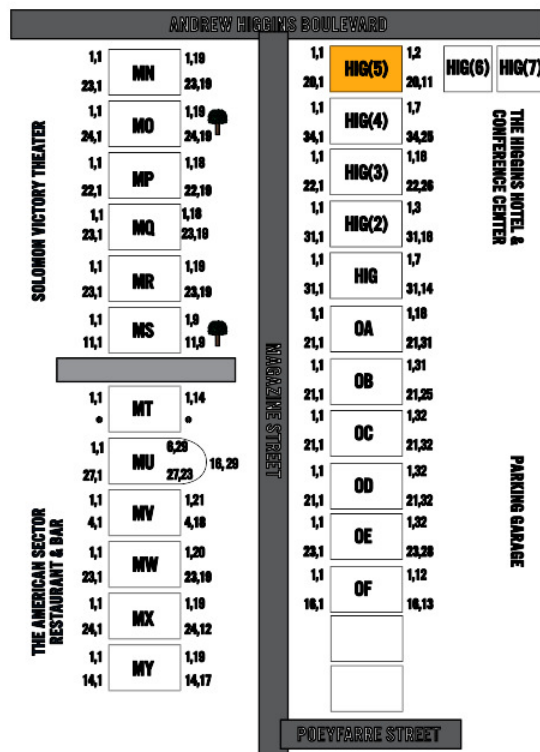 ANDREW HIGGINS BOULEVARD
SOLOMON VICTORY THEATER
1,1 1,19
MN
23,1 23,19
1,1 1,19
MO
24,1 24,19
1,1 1,18
MP
22,1 22,19
1,1 1,18
MQ
23,1 23,19
1,1 1,19
MR
23,1 23,19
1,1 1,9
MS
11,1 11,9
THE AMERICAN SECTOR
RESTAURANT & BAR
1,1 1,14
MT
* *
1,1 6,29
MU 16,29
27,1 27,23
1,1 1,21
MV
4,1 4,18
1,1 1,20
MW
23,1 23,19
1,1 1,19
MX
24,1 24,12
1,1 1,19
MY
14,1 14,17
MAGAZINE STREET
1,1 1,2
HIG(5) HIG(6) HIG(7)
20,1 20,11
1,1 1,7
HIG(4)
34,1 34,25
1,1 1,18
HIG(3)
22,1 22,26
1,1 1,3
HIG(2)
31,1 31,16
1,1 1,7
HIG
31,1 31,14
1,1 1,18
OA
21,1 21,31
1,1 1,31
OB
21,1 21,25
1,1 1,32
OC
21,1 21,32
1,1 1,32
OD
21,1 21,32
1,1 1,32
OE
23,1 23,28
1,1 1,12
OF
16,1 16,13
THE HIGGINS HOTEL &
CONFERENCE CENTER
PARKING GARAGE
POEYFARRE STREET